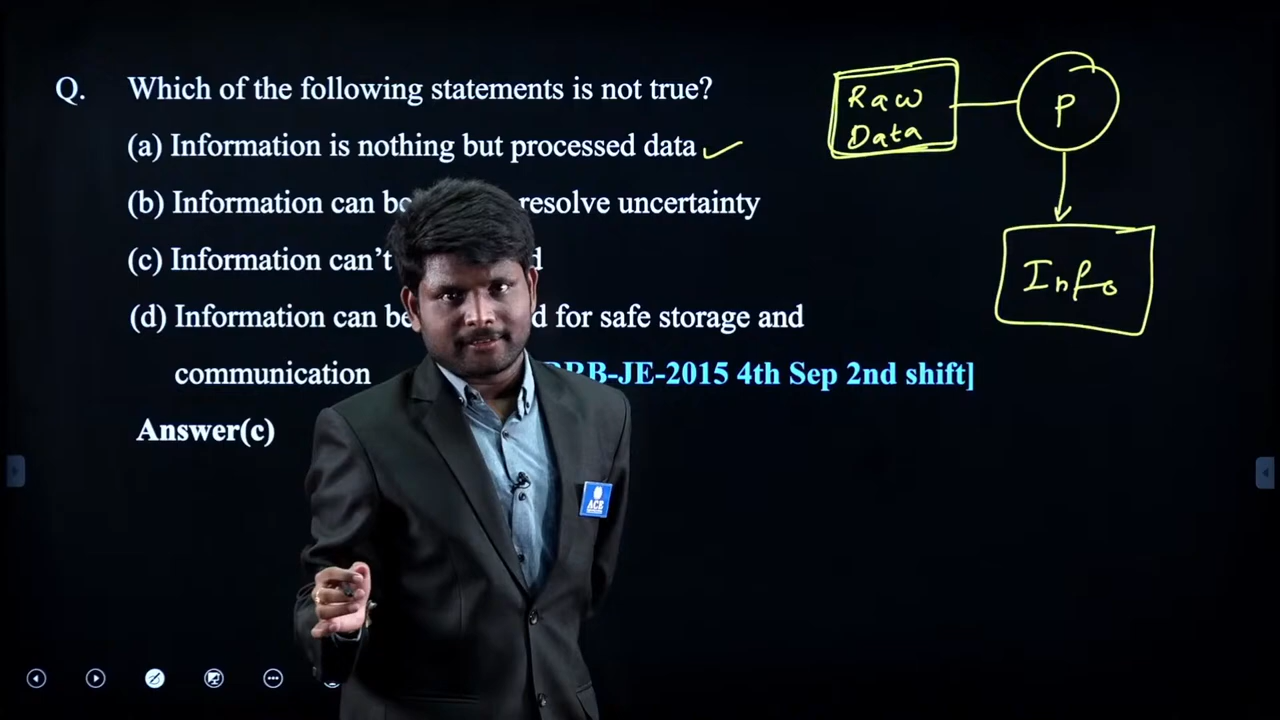 Q. Which of the following statements is not true?
(a) Information is nothing but processed data
(b) Information can resolve uncertainty
(c) Information can't
(d) Information can be for safe storage and
communication JE-2015 4th Sep 2nd shift]
Answer(c)
Raw
Data
P
Info
ACE